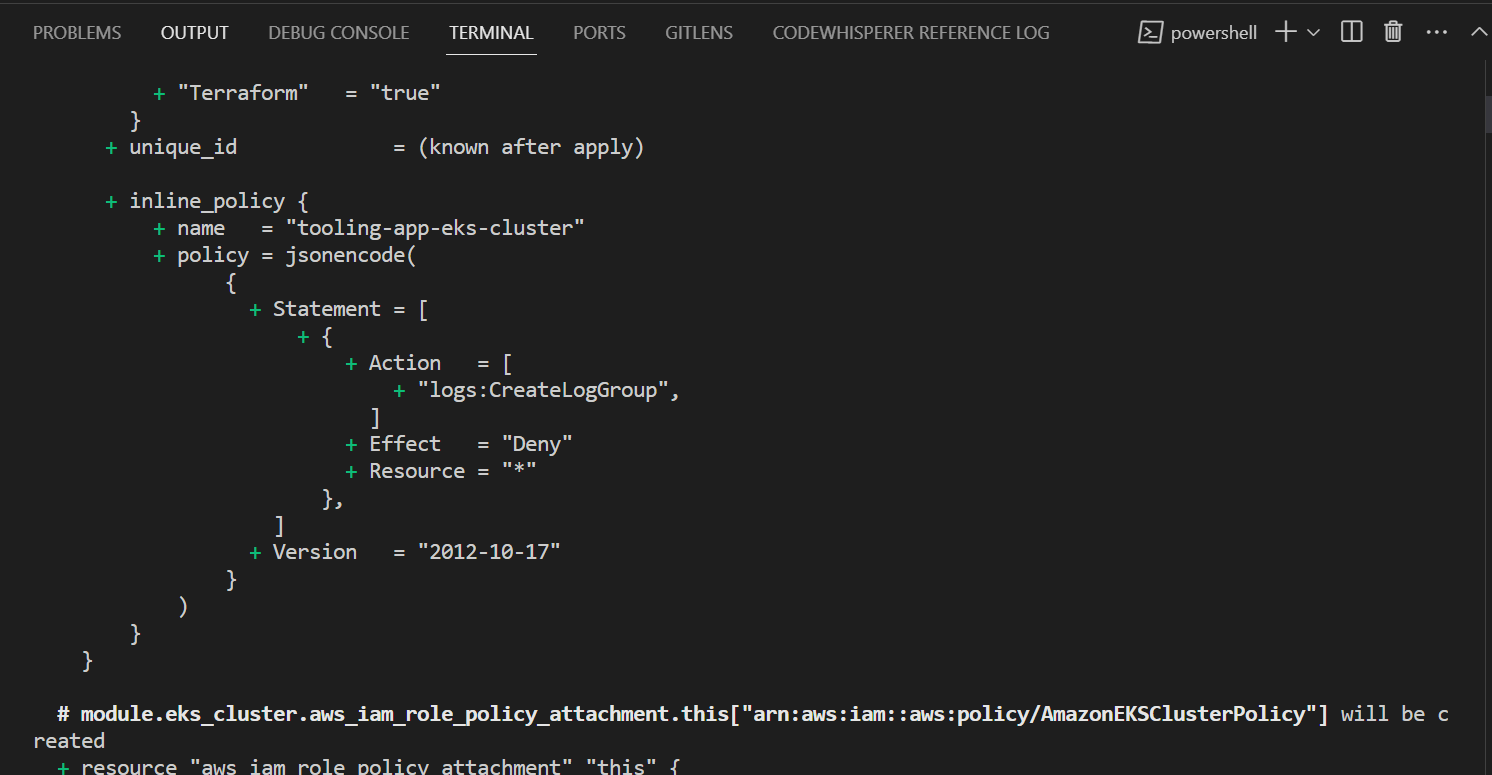 PROBLEMS OUTPUT DEBUG CONSOLE TERMINAL PORTS GITLENS CODEWHISPERER REFERENCE LOG powershell
+ "Terraform" = "true"
}
+ unique_id = (known after apply)
+ inline_policy {
+ name = "tooling-app-eks-cluster"
+ policy = jsonencode(
{
+ Statement = [
+ {
+ Action = [
+ "logs:CreateLogGroup",
]
+ Effect = "Deny"
+ Resource = "*"
},
]
+ Version = "2012-10-17"
}
)
}
}
# module.eks_cluster.aws_iam_role_policy_attachment.this["arn:aws:iam::aws:policy/AmazonEKSClusterPolicy"] will be c
reated
+ resource "aws_iam_role_policy_attachment" "this" {